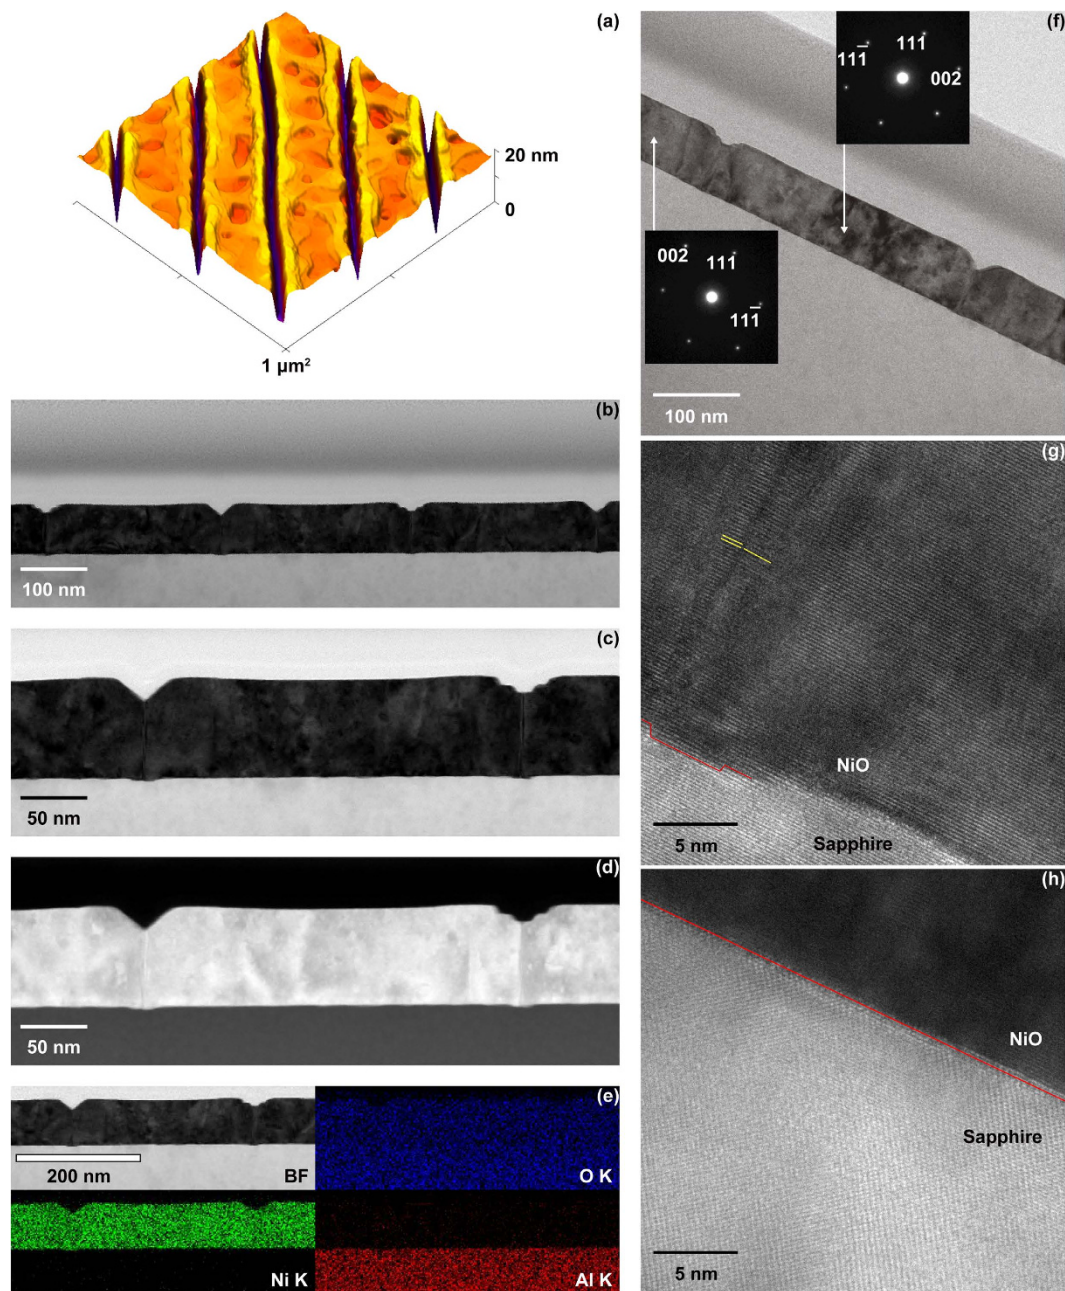 (a)
20 nm
0
1 µm²
(b)
100 nm
(c)
50 nm
(d)
50 nm
(e)
200 nm
BF
O K
Ni K
Al K
(f)
111̅
111
002
002
111
111̅
100 nm
(g)
NiO
Sapphire
5 nm
(h)
NiO
Sapphire
5 nm